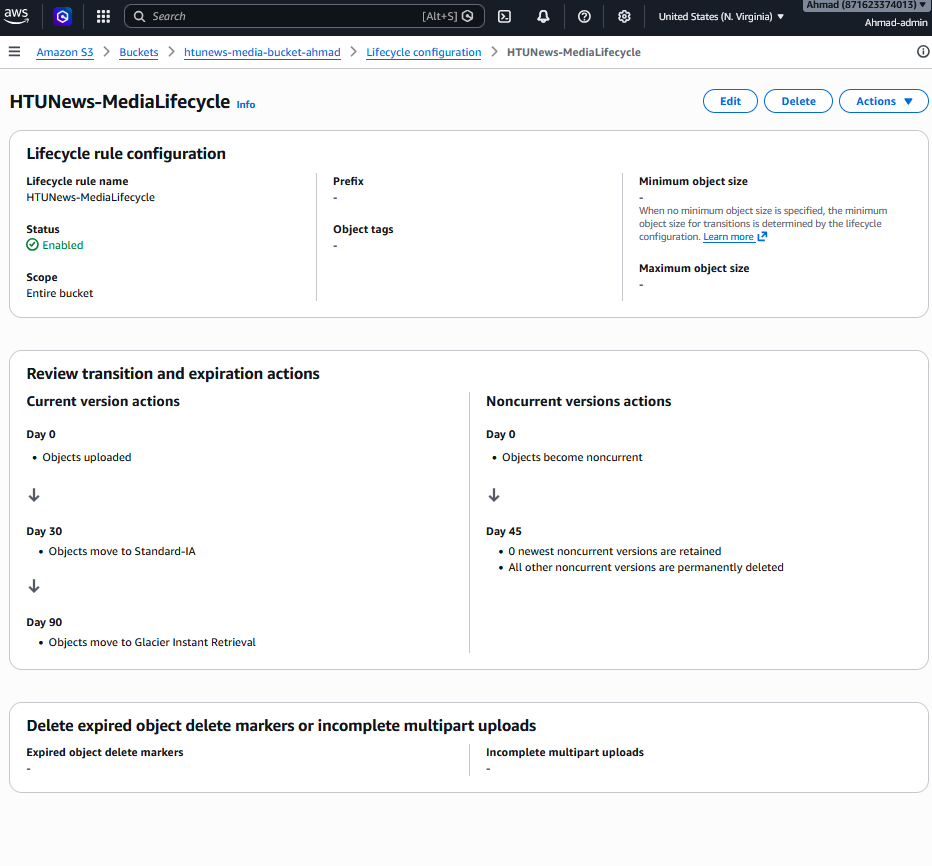 aws
Search
[Alt+S]
United States (N. Virginia)
Ahmad (871623374013)
Ahmad-admin
Amazon S3
Buckets
htunews-media-bucket-ahmad
Lifecycle configuration
HTUNews-MediaLifecycle
HTUNews-MediaLifecycle Info
Edit
Delete
Actions
Lifecycle rule configuration
Lifecycle rule name
HTUNews-MediaLifecycle
Status
Enabled
Scope
Entire bucket
Prefix
-
Object tags
-
Minimum object size
-
When no minimum object size is specified, the minimum
object size for transitions is determined by the lifecycle
configuration. Learn more
Maximum object size
-
Review transition and expiration actions
Current version actions
Day 0
• Objects uploaded
Day 30
• Objects move to Standard-IA
Day 90
• Objects move to Glacier Instant Retrieval
Noncurrent versions actions
Day 0
• Objects become noncurrent
Day 45
• 0 newest noncurrent versions are retained
• All other noncurrent versions are permanently deleted
Delete expired object delete markers or incomplete multipart uploads
Expired object delete markers
-
Incomplete multipart uploads
-